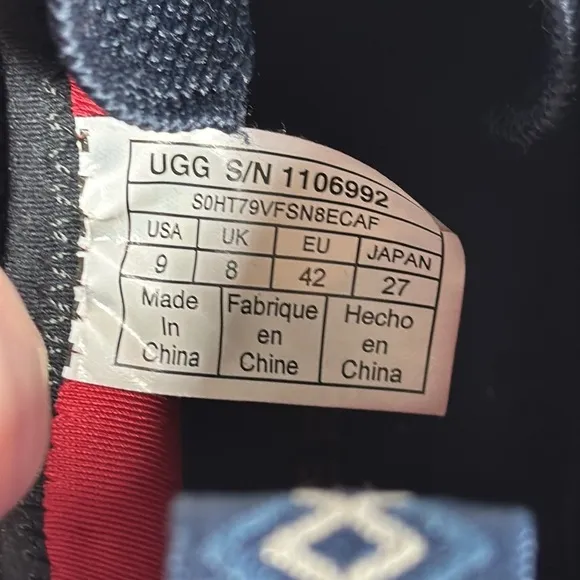 UGG S/N 1106992
S0HT79VFSN8ECAF
USA UK EU JAPAN
9 8 42 27
Made In China
Fabrique en Chine
Hecho en China